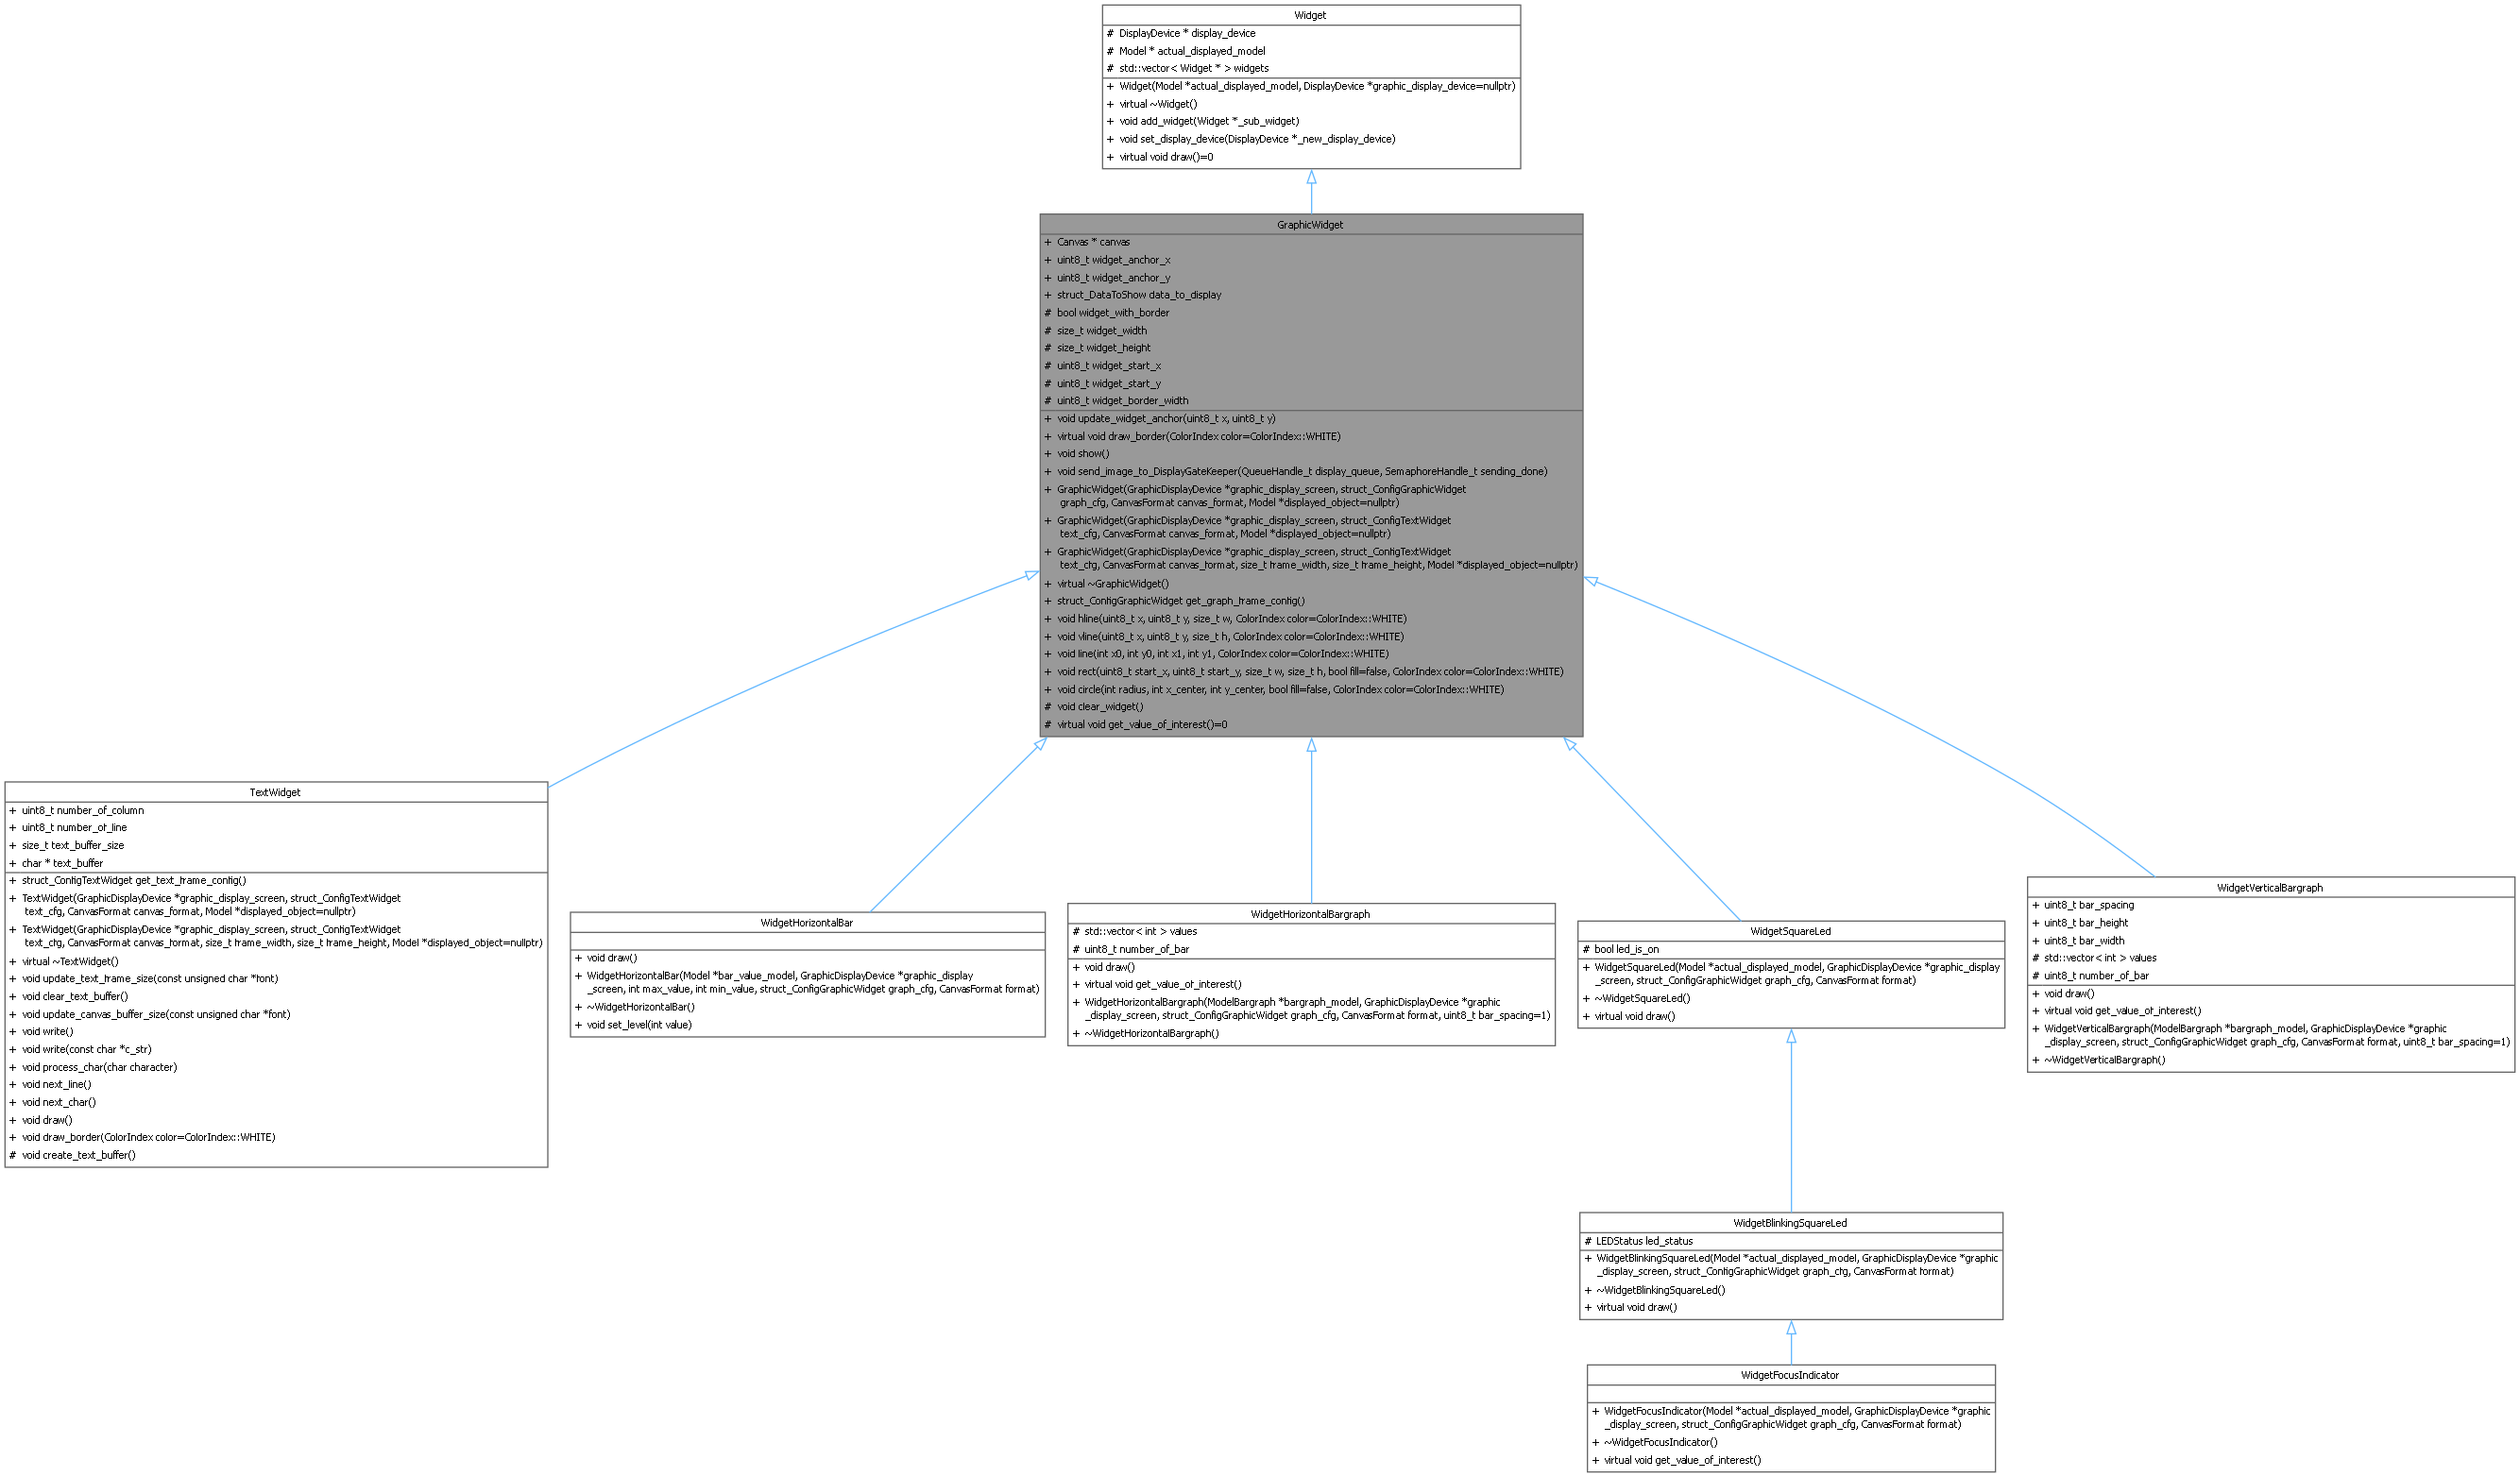 Widget
# DisplayDevice * display_device
# Model * actual_displayed_model
# std::vector< Widget * > widgets
+ Widget(Model *actual_displayed_model, DisplayDevice *graphic_display_device=nullptr)
+ virtual ~Widget()
+ void add_widget(Widget *_sub_widget)
+ void set_display_device(DisplayDevice *_new_display_device)
+ virtual void draw()=0
GraphicWidget
+ Canvas * canvas
+ uint8_t widget_anchor_x
+ uint8_t widget_anchor_y
+ struct_DataToShow data_to_display
# bool widget_with_border
# size_t widget_width
# size_t widget_height
# uint8_t widget_start_x
# uint8_t widget_start_y
# uint8_t widget_border_width
+ void update_widget_anchor(uint8_t x, uint8_t y)
+ virtual void draw_border(ColorIndex color=ColorIndex::WHITE)
+ void show()
+ void send_image_to_DisplayGateKeeper(QueueHandle_t display_queue, SemaphoreHandle_t sending_done)
+ GraphicWidget(GraphicDisplayDevice *graphic_display_screen, struct_ConfigGraphicWidget
graph_cfg, CanvasFormat canvas_format, Model *displayed_object=nullptr)
+ GraphicWidget(GraphicDisplayDevice *graphic_display_screen, struct_ConfigTextWidget
text_cfg, CanvasFormat canvas_format, Model *displayed_object=nullptr)
+ GraphicWidget(GraphicDisplayDevice *graphic_display_screen, struct_ConfigTextWidget
text_cfg, CanvasFormat canvas_format, size_t frame_width, size_t frame_height, Model *displayed_object=nullptr)
+ virtual ~GraphicWidget()
+ struct_ConfigGraphicWidget get_graph_frame_config()
+ void hline(uint8_t x, uint8_t y, size_t w, ColorIndex color=ColorIndex::WHITE)
+ void vline(uint8_t x, uint8_t y, size_t h, ColorIndex color=ColorIndex::WHITE)
+ void line(int x0, int y0, int x1, int y1, ColorIndex color=ColorIndex::WHITE)
+ void rect(uint8_t start_x, uint8_t start_y, size_t w, size_t h, bool fill=false, ColorIndex color=ColorIndex::WHITE)
+ void circle(int radius, int x_center, int y_center, bool fill=false, ColorIndex color=ColorIndex::WHITE)
# void clear_widget()
# virtual void get_value_of_interest()=0
TextWidget
+ uint8_t number_of_column
+ uint8_t number_of_line
+ size_t text_buffer_size
+ char * text_buffer
+ struct_ConfigTextWidget get_text_frame_config()
+ TextWidget(GraphicDisplayDevice *graphic_display_screen, struct_ConfigTextWidget
text_cfg, CanvasFormat canvas_format, Model *displayed_object=nullptr)
+ TextWidget(GraphicDisplayDevice *graphic_display_screen, struct_ConfigTextWidget
text_cfg, CanvasFormat canvas_format, size_t frame_width, size_t frame_height, Model *displayed_object=nullptr)
+ virtual ~TextWidget()
+ void update_text_frame_size(const unsigned char *font)
+ void clear_text_buffer()
+ void update_canvas_buffer_size(const unsigned char *font)
+ void write()
+ void write(const char *c_str)
+ void process_char(char character)
+ void next_line()
+ void next_char()
+ void draw()
+ void draw_border(ColorIndex color=ColorIndex::WHITE)
# void create_text_buffer()
WidgetHorizontalBar
+ void draw()
+ WidgetHorizontalBar(Model *bar_value_model, GraphicDisplayDevice *graphic_display
_screen, int max_value, int min_value, struct_ConfigGraphicWidget graph_cfg, CanvasFormat format)
+ ~WidgetHorizontalBar()
+ void set_level(int value)
WidgetHorizontalBargraph
# std::vector< int > values
# uint8_t number_of_bar
+ void draw()
+ virtual void get_value_of_interest()
+ WidgetHorizontalBargraph(ModelBargraph *bargraph_model, GraphicDisplayDevice *graphic
_display_screen, struct_ConfigGraphicWidget graph_cfg, CanvasFormat format, uint8_t bar_spacing=1)
+ ~WidgetHorizontalBargraph()
WidgetSquareLed
# bool led_is_on
+ WidgetSquareLed(Model *actual_displayed_model, GraphicDisplayDevice *graphic_display
_screen, struct_ConfigGraphicWidget graph_cfg, CanvasFormat format)
+ ~WidgetSquareLed()
+ virtual void draw()
WidgetVerticalBargraph
+ uint8_t bar_spacing
+ uint8_t bar_height
+ uint8_t bar_width
# std::vector< int > values
# uint8_t number_of_bar
+ void draw()
+ virtual void get_value_of_interest()
+ WidgetVerticalBargraph(ModelBargraph *bargraph_model, GraphicDisplayDevice *graphic
_display_screen, struct_ConfigGraphicWidget graph_cfg, CanvasFormat format, uint8_t bar_spacing=1)
+ ~WidgetVerticalBargraph()
WidgetBlinkingSquareLed
# LEDStatus led_status
+ WidgetBlinkingSquareLed(Model *actual_displayed_model, GraphicDisplayDevice *graphic
_display_screen, struct_ConfigGraphicWidget graph_cfg, CanvasFormat format)
+ ~WidgetBlinkingSquareLed()
+ virtual void draw()
WidgetFocusIndicator
+ WidgetFocusIndicator(Model *actual_displayed_model, GraphicDisplayDevice *graphic
_display_screen, struct_ConfigGraphicWidget graph_cfg, CanvasFormat format)
+ ~WidgetFocusIndicator()
+ virtual void get_value_of_interest()